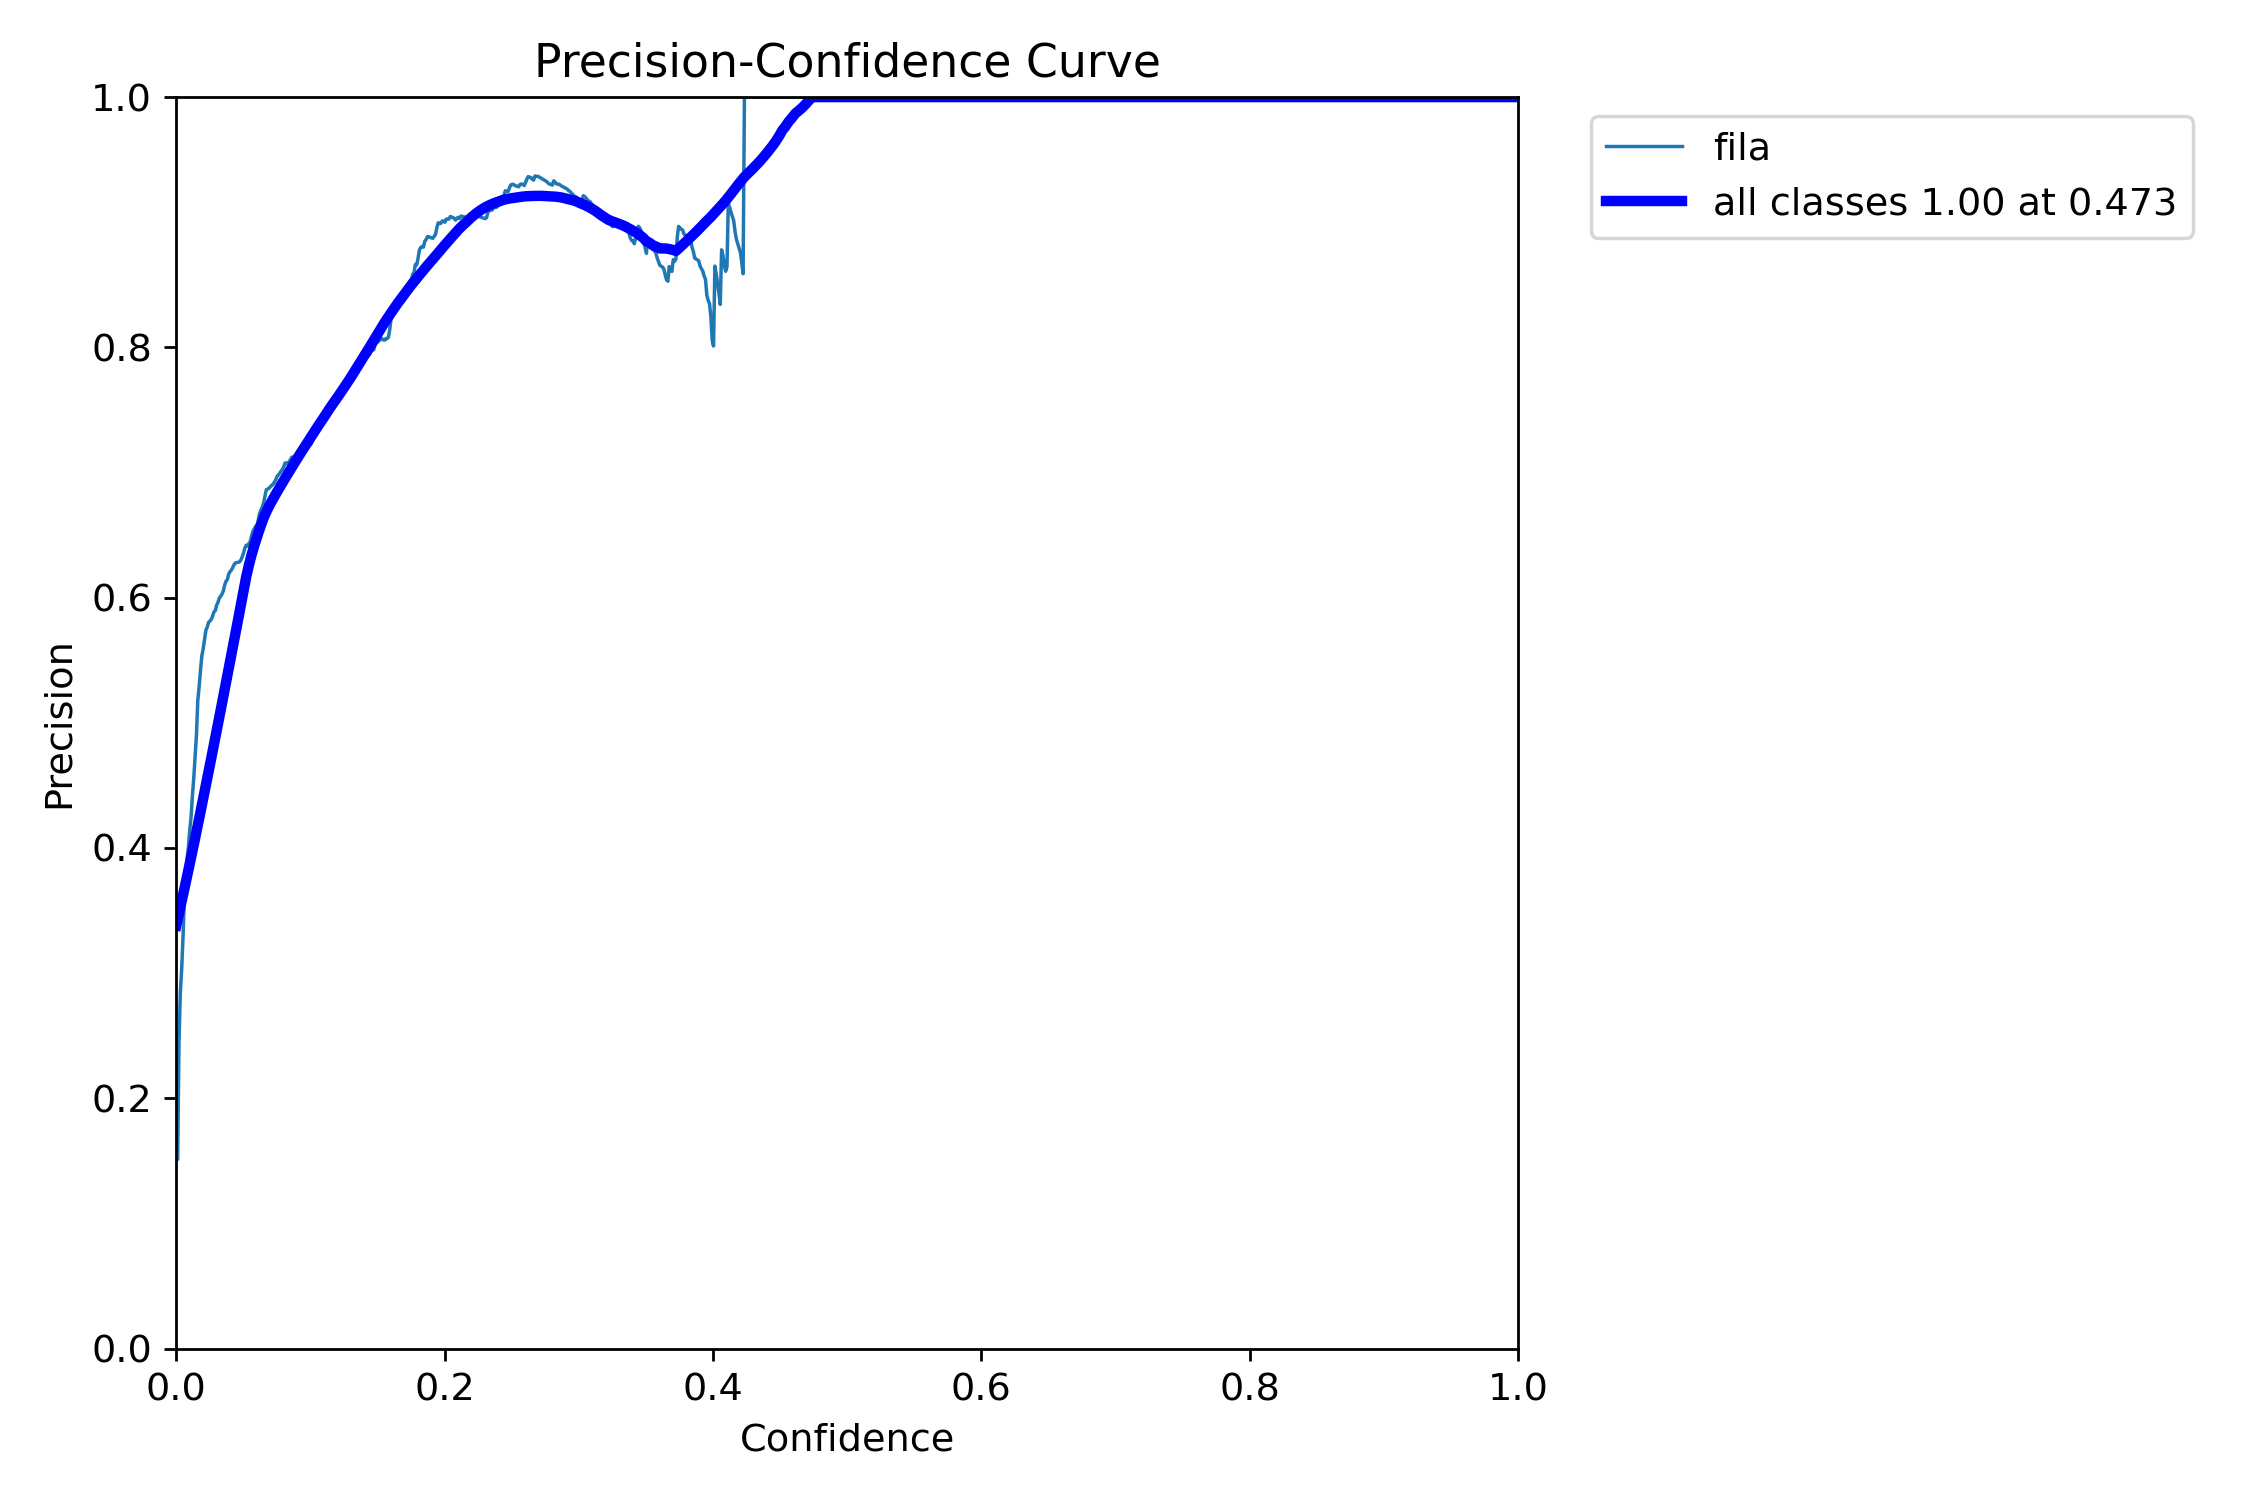 Precision-Confidence Curve
1.0
0.8
0.6
0.4
0.2
0.0
Precision
0.0 0.2 0.4 0.6 0.8 1.0
Confidence
fila
all classes 1.00 at 0.473